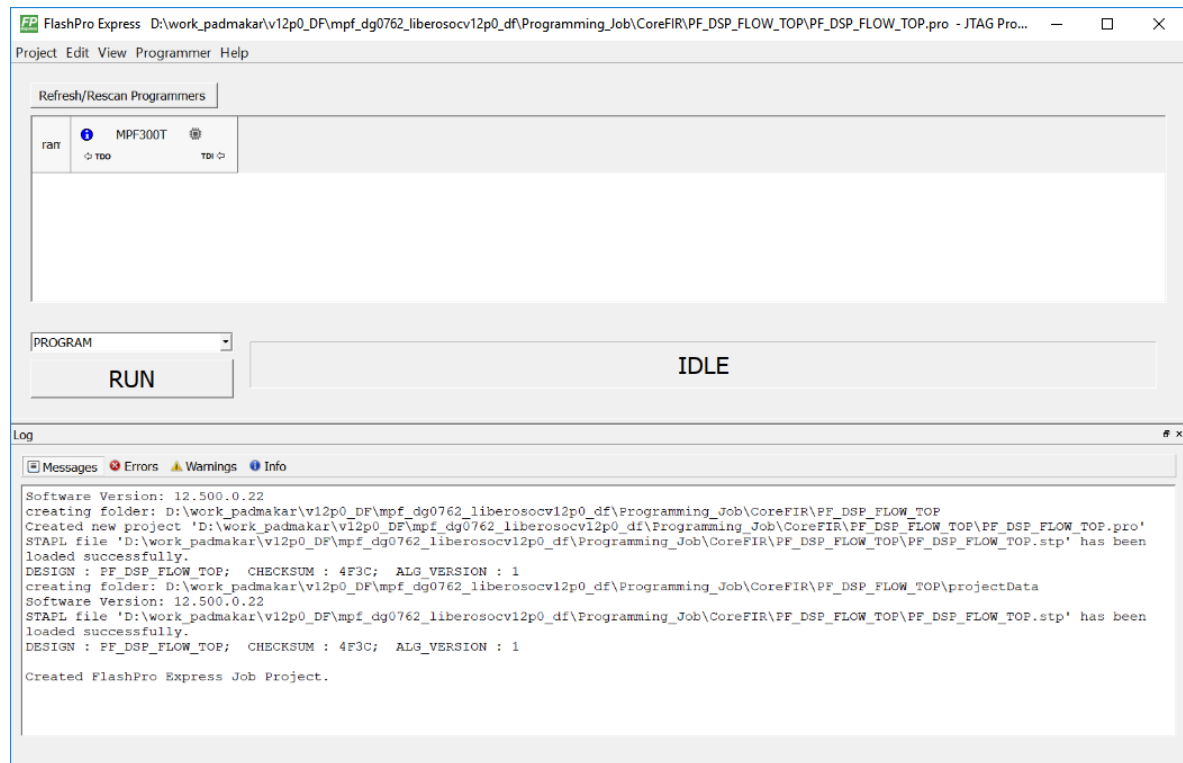 FP FlashPro Express D:\work_padmakar\v12p0_DF\mpf_dg0762_liberosocv12p0_df\Programming_Job\CoreFIR\PF_DSP_FLOW_TOP\PF_DSP_FLOW_TOP.pro - JTAG Pro...
Project Edit View Programmer Help
Refresh/Rescan Programmers
MPF300T
TDO TDI
PROGRAM
IDLE
RUN
Log
Messages Errors Warnings Info
Software Version: 12.500.0.22
creating folder: D:\work_padmakar\v12p0_DF\mpf_dg0762_liberosocv12p0_df\Programming_Job\CoreFIR\PF_DSP_FLOW_TOP
Created new project 'D:\work_padmakar\v12p0_DF\mpf_dg0762_liberosocv12p0_df\Programming_Job\CoreFIR\PF_DSP_FLOW_TOP\PF_DSP_FLOW_TOP.pro'
STAPL file 'D:\work_padmakar\v12p0_DF\mpf_dg0762_liberosocv12p0_df\Programming_Job\CoreFIR\PF_DSP_FLOW_TOP\PF_DSP_FLOW_TOP.stp' has been
loaded successfully.
DESIGN : PF_DSP_FLOW_TOP; CHECKSUM : 4F3C; ALG_VERSION : 1
creating folder: D:\work_padmakar\v12p0_DF\mpf_dg0762_liberosocv12p0_df\Programming_Job\CoreFIR\PF_DSP_FLOW_TOP\projectData
Software Version: 12.500.0.22
STAPL file 'D:\work_padmakar\v12p0_DF\mpf_dg0762_liberosocv12p0_df\Programming_Job\CoreFIR\PF_DSP_FLOW_TOP\PF_DSP_FLOW_TOP.stp' has been
loaded successfully.
DESIGN : PF_DSP_FLOW_TOP; CHECKSUM : 4F3C; ALG_VERSION : 1
Created FlashPro Express Job Project.